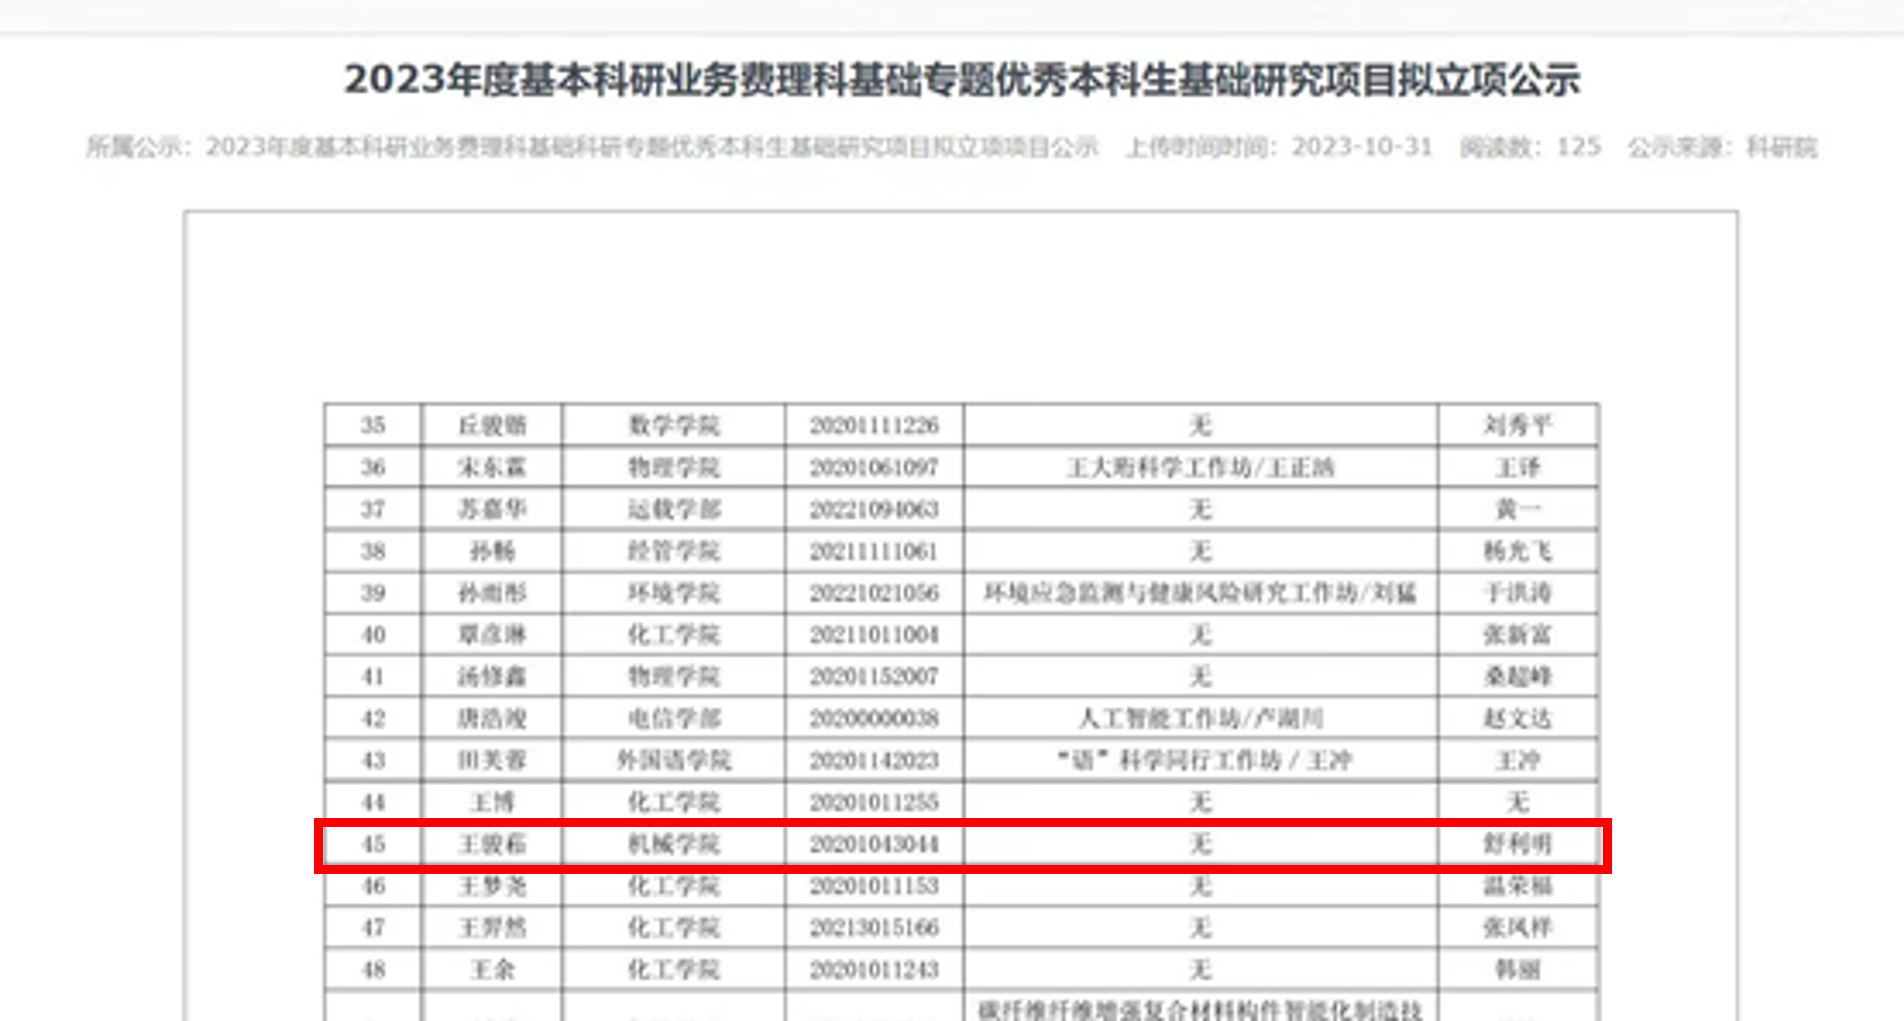 2023年度基本科研业务费理科基础专题优秀本科生基础研究项目拟立项公示
所属公示：2023年度基本科研业务费理科基础科研专题优秀本科生基础研究项目拟立项项目公示 上传时间时间：2023-10-31 阅读数：125 公示来源：科研院
35 丘骏 数学学院 20201111226 无 刘秀平
36 宋东霖 物理学院 20201061097 王大珩科学工作坊/王正 王译
37 苏嘉华 运载学部 20221094063 无 黄一
38 孙畅 经管学院 20211111061 无 杨光飞
39 孙雨彤 环境学院 20221021056 环境应急监测与健康风险研究工作坊/刘猛 于洪涛
40 覃彦琳 化工学院 20211011004 无 张新富
41 汤修鑫 物理学院 20201152007 无 桑超峰
42 唐浩竣 电信学部 20200000038 人工智能工作坊/卢湖川 赵文达
43 田芙蓉 外国语学院 20201142023 “语”科学同行工作坊 / 王冲 王冲
44 王博 化工学院 20201011255 无 无
45 王骏 机械学院 20201043044 无 舒利明
46 王梦尧 化工学院 20201011153 无 温荣福
47 王羿然 化工学院 20213015166 无 张凤祥
48 王余 化工学院 20201011243 无 韩丽
碳纤维纤维增强复合材料构件智能化制造技